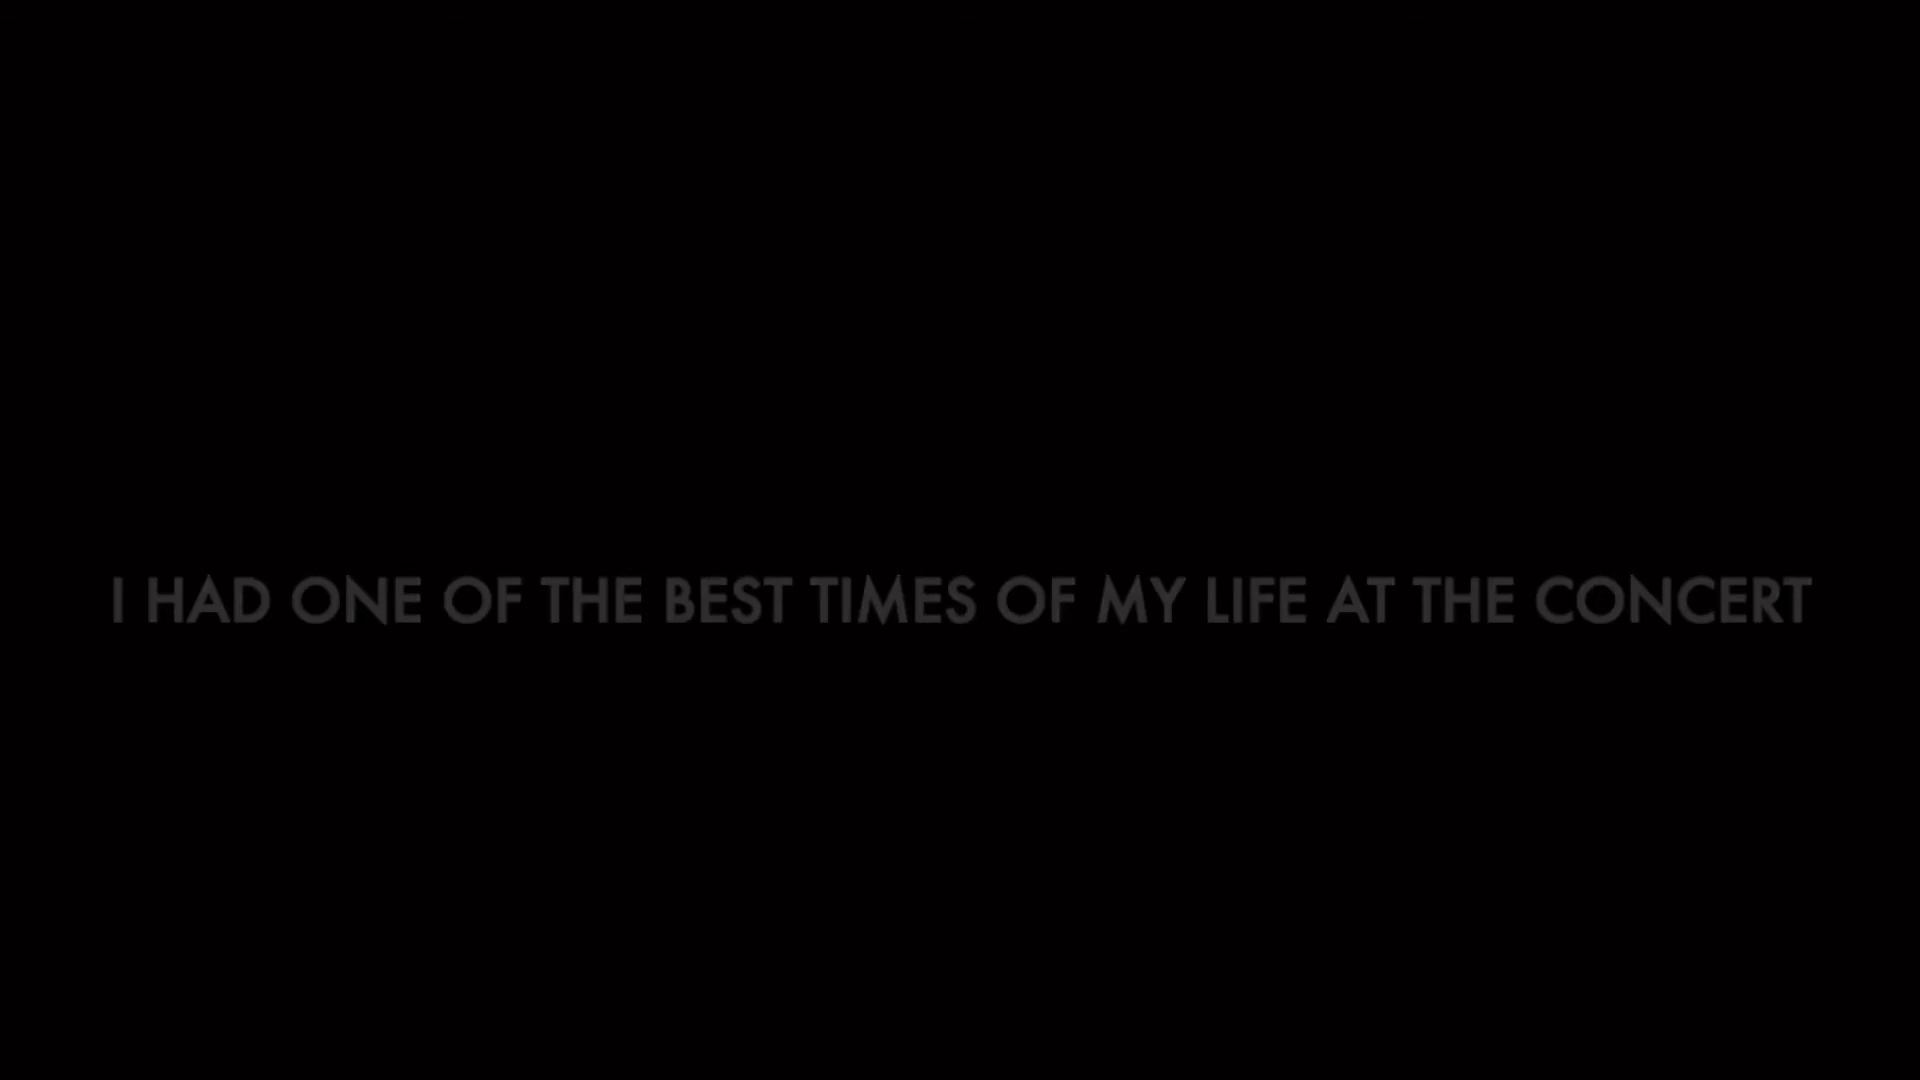 I HAD ONE OF THE BEST TIMES OF MY LIFE AT THE CONCERT